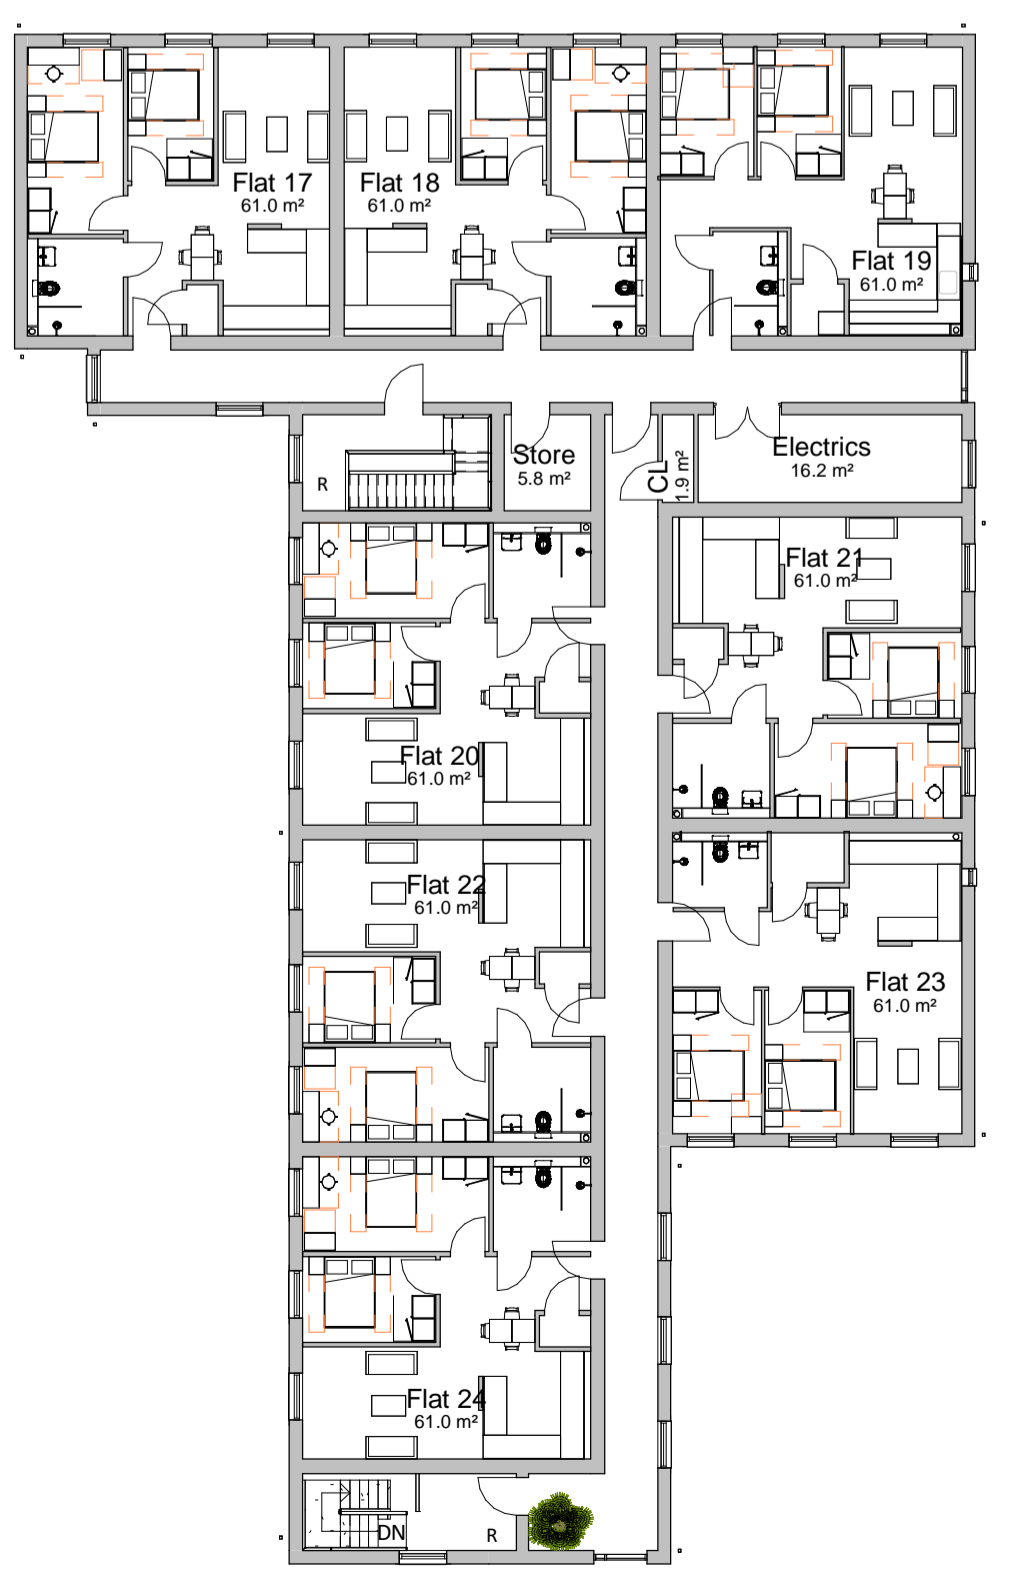 Flat 17
61.0 m²
Flat 18
61.0 m²
Flat 19
61.0 m²
R
Store
5.8 m²
CL
1.9 m²
Electrics
16.2 m²
Flat 21
61.0 m²
Flat 20
61.0 m²
Flat 22
61.0 m²
Flat 23
61.0 m²
Flat 24
61.0 m²
DN
R